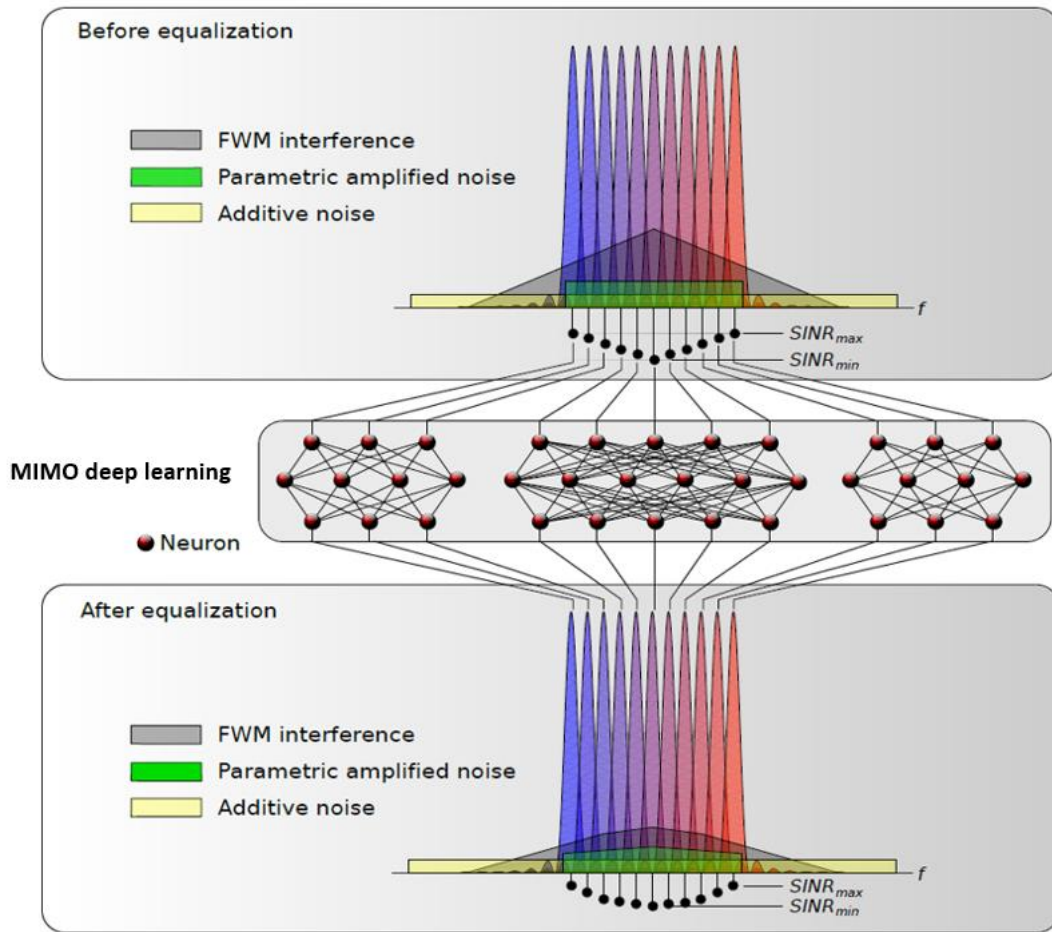 Before equalization
FWM interference
Parametric amplified noise
Additive noise
f
SINRmax
SINRmin
MIMO deep learning
Neuron
After equalization
FWM interference
Parametric amplified noise
Additive noise
f
SINRmax
SINRmin